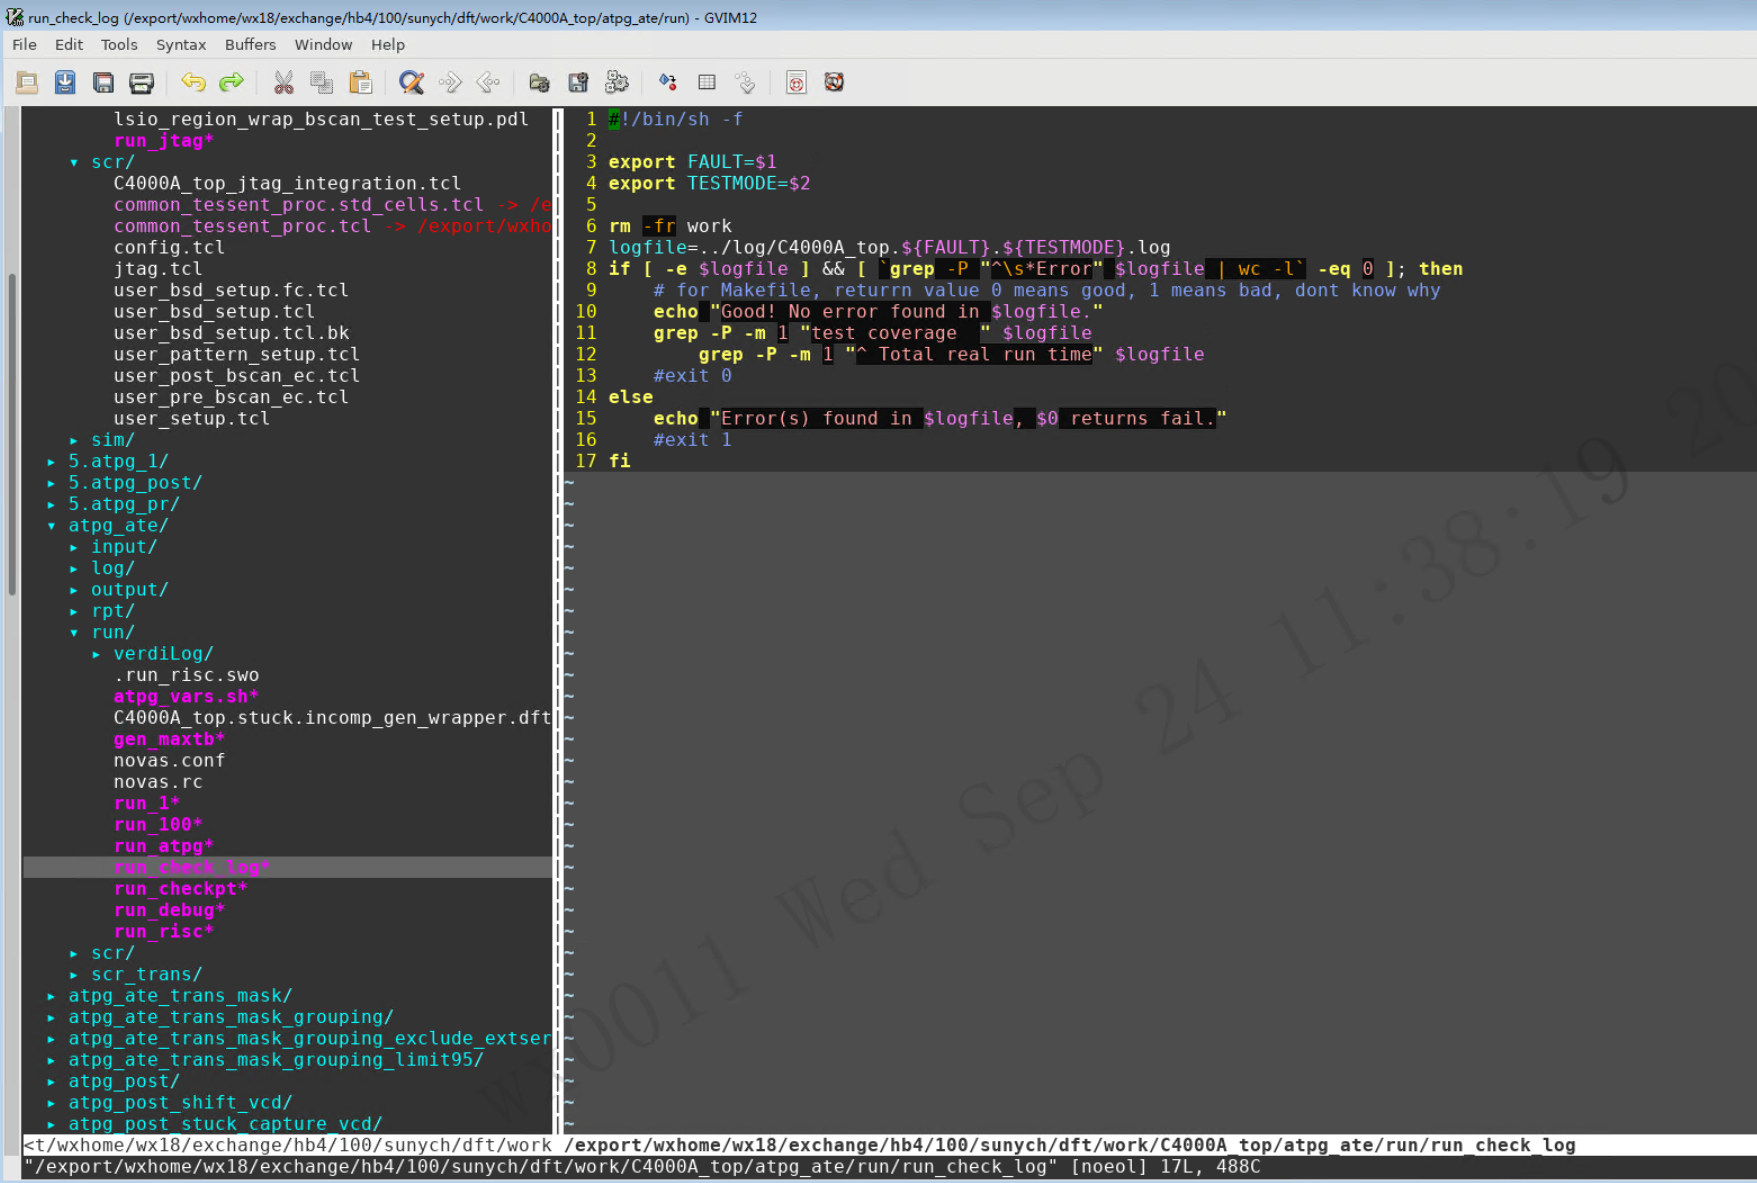 run_check_log (/export/wxhome/wx18/exchange/hb4/100/sunych/dft/work/C4000A_top/atpg_ate/run) - GVIM12
File Edit Tools Syntax Buffers Window Help
lsio_region_wrap_bscan_test_setup.pdl
run_jtag*
▾ scr/
C4000A_top_jtag_integration.tcl
common_tessent_proc.std_cells.tcl -> /e
common_tessent_proc.tcl -> /export/wxho
config.tcl
jtag.tcl
user_bsd_setup.fc.tcl
user_bsd_setup.tcl
user_bsd_setup.tcl.bk
user_pattern_setup.tcl
user_post_bscan_ec.tcl
user_pre_bscan_ec.tcl
user_setup.tcl
▸ sim/
▸ 5.atpg_1/
▸ 5.atpg_post/
▸ 5.atpg_pr/
▾ atpg_ate/
▸ input/
▸ log/
▸ output/
▸ rpt/
▾ run/
▸ verdiLog/
.run_risc.swo
atpg_vars.sh*
C4000A_top.stuck.incomp_gen_wrapper.dft
gen_maxtb*
novas.conf
novas.rc
run_1*
run_100*
run_atpg*
run_check_log*
run_checkpt*
run_debug*
run_risc*
▸ scr/
▸ scr_trans/
▸ atpg_ate_trans_mask/
▸ atpg_ate_trans_mask_grouping/
▸ atpg_ate_trans_mask_grouping_exclude_extser
▸ atpg_ate_trans_mask_grouping_limit95/
▸ atpg_post/
▸ atpg_post_shift_vcd/
▸ atpg_post_stuck_capture_vcd/
1 #!/bin/sh -f
2
3 export FAULT=$1
4 export TESTMODE=$2
5
6 rm -fr work
7 logfile=../log/C4000A_top.${FAULT}.${TESTMODE}.log
8 if [ -e $logfile ] && [ `grep -P "^\s*Error" $logfile | wc -l` -eq 0 ]; then
9     # for Makefile, returrn value 0 means good, 1 means bad, dont know why
10     echo "Good! No error found in $logfile."
11     grep -P -m 1 "test coverage  " $logfile
12         grep -P -m 1 "^ Total real run time" $logfile
13     #exit 0
14 else
15     echo "Error(s) found in $logfile, $0 returns fail."
16     #exit 1
17 fi
wx0011 Wed Sep 24 11:38:19 20
<t/wxhome/wx18/exchange/hb4/100/sunych/dft/work /export/wxhome/wx18/exchange/hb4/100/sunych/dft/work/C4000A_top/atpg_ate/run/run_check_log
"/export/wxhome/wx18/exchange/hb4/100/sunych/dft/work/C4000A_top/atpg_ate/run/run_check_log" [noeol] 17L, 488C